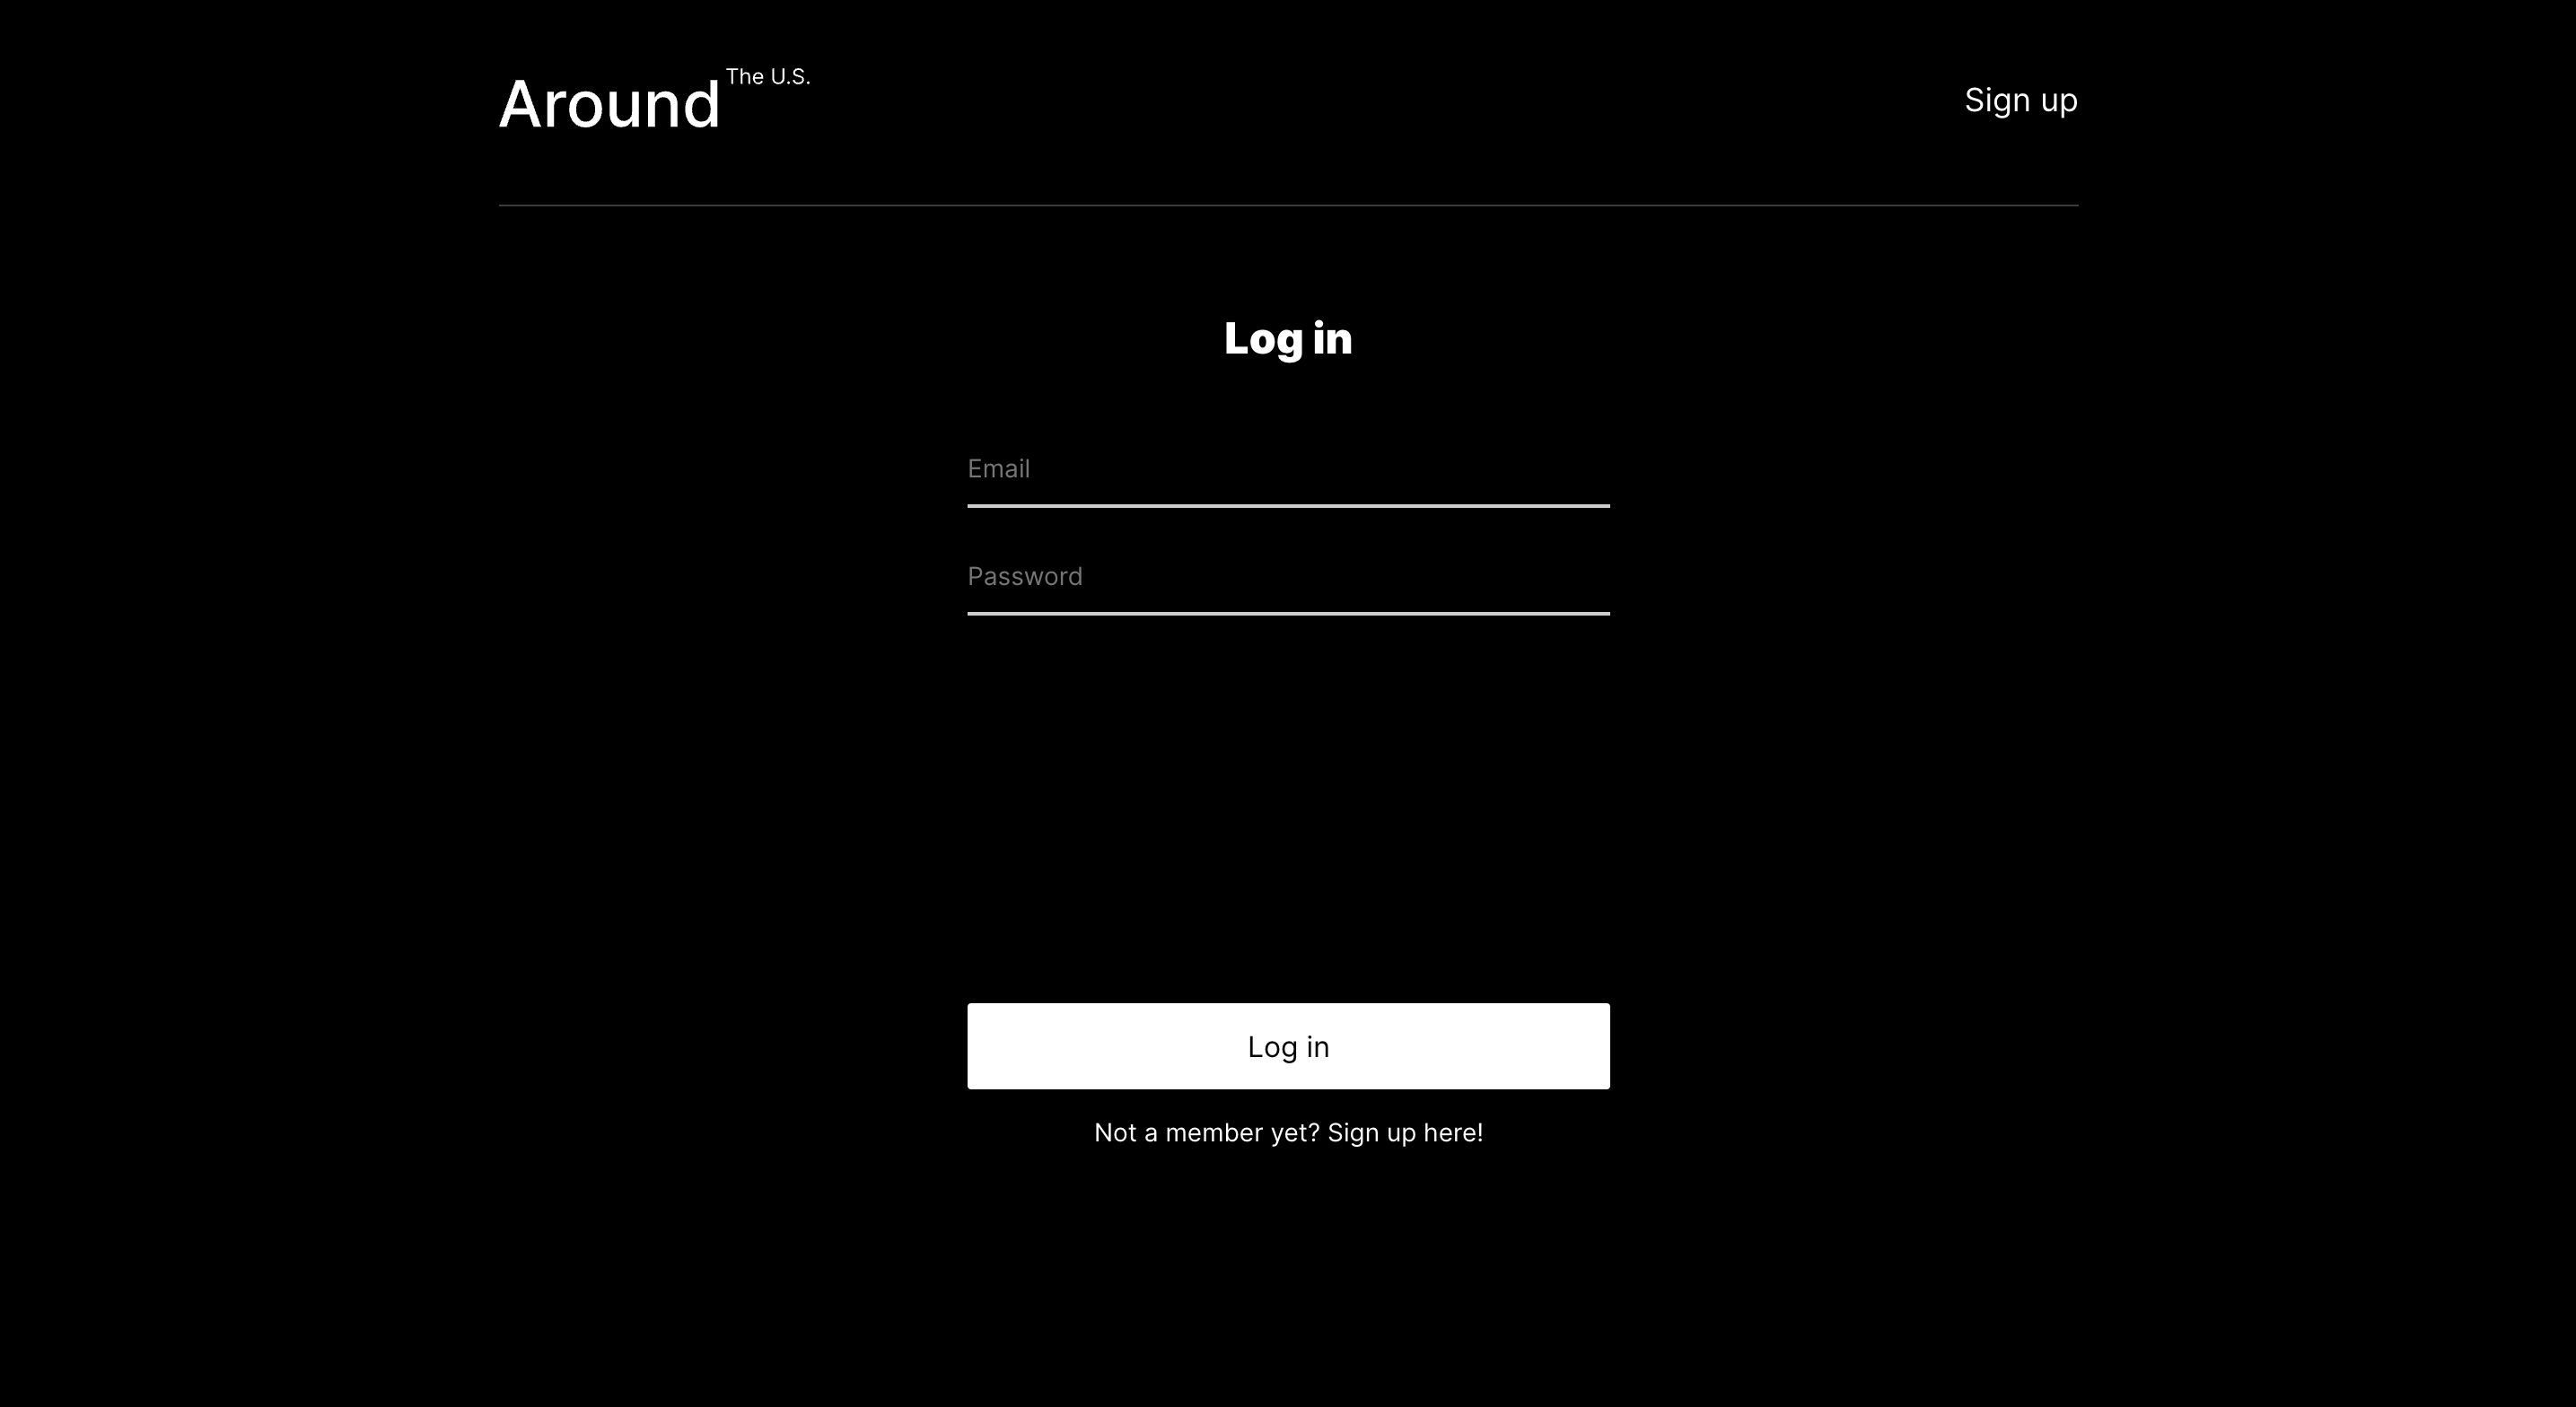 Around The U.S.
Sign up
Log in
Email
Password
Log in
Not a member yet? Sign up here!